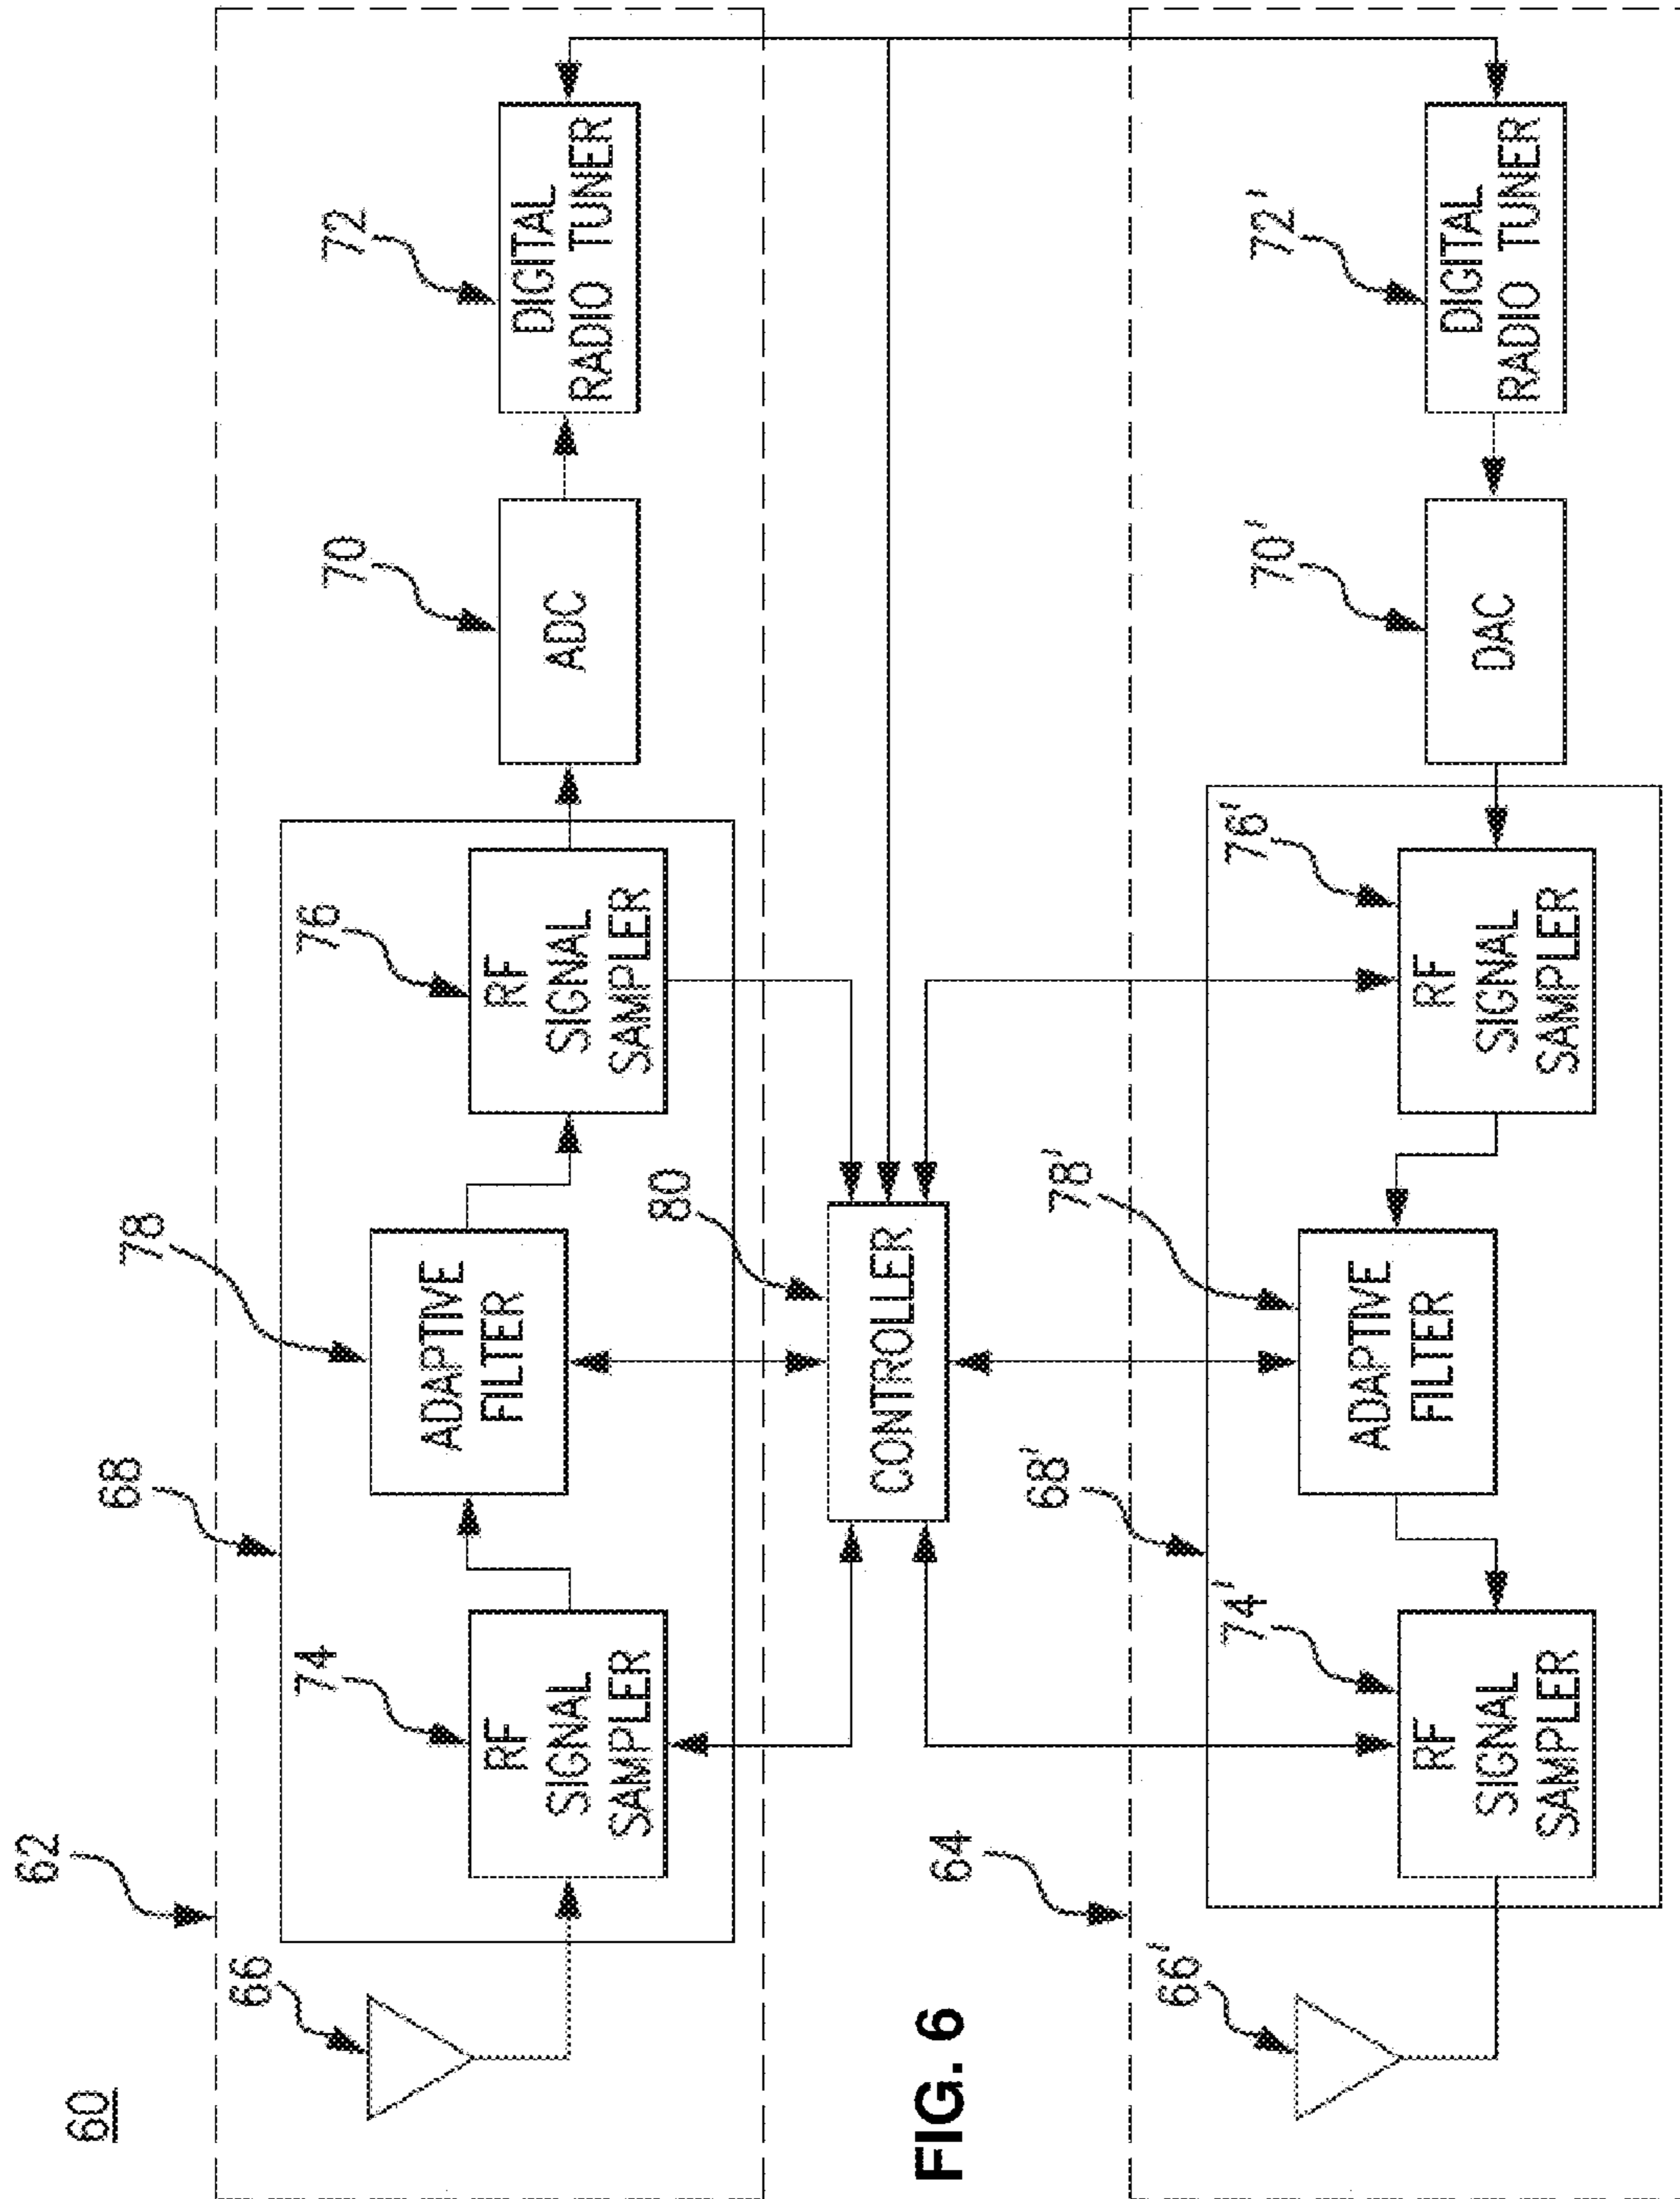 60
62
66
68
74
RF
SIGNAL
SAMPLER
78
ADAPTIVE
FILTER
76
RF
SIGNAL
SAMPLER
70
ADC
72
DIGITAL
RADIO TUNER
80
CONTROLLER
FIG. 6
64
66'
68'
74'
RF
SIGNAL
SAMPLER
78'
ADAPTIVE
FILTER
76'
RF
SIGNAL
SAMPLER
70'
DAC
72'
DIGITAL
RADIO TUNER